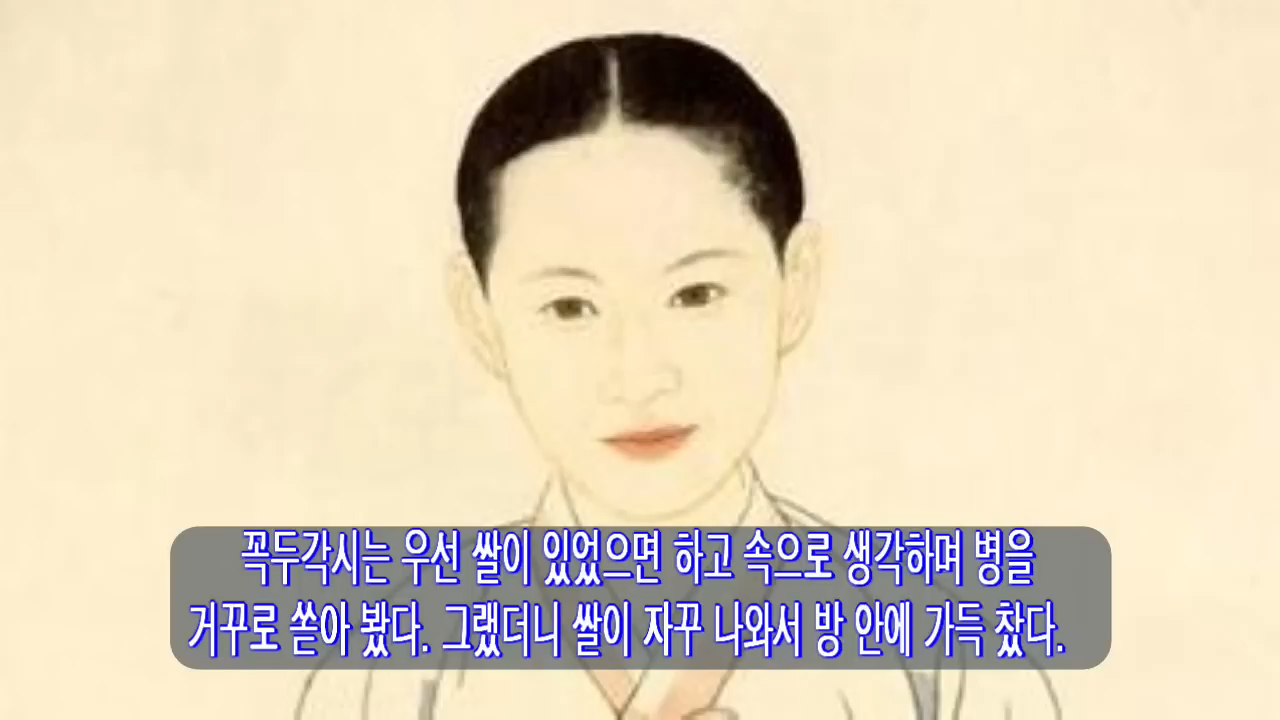 꼭두각시는 우선 쌀이 있었으면 하고 속으로 생각하며 병을
거꾸로 쏟아 봤다. 그랬더니 쌀이 자꾸 나와서 방 안에 가득 찼다.